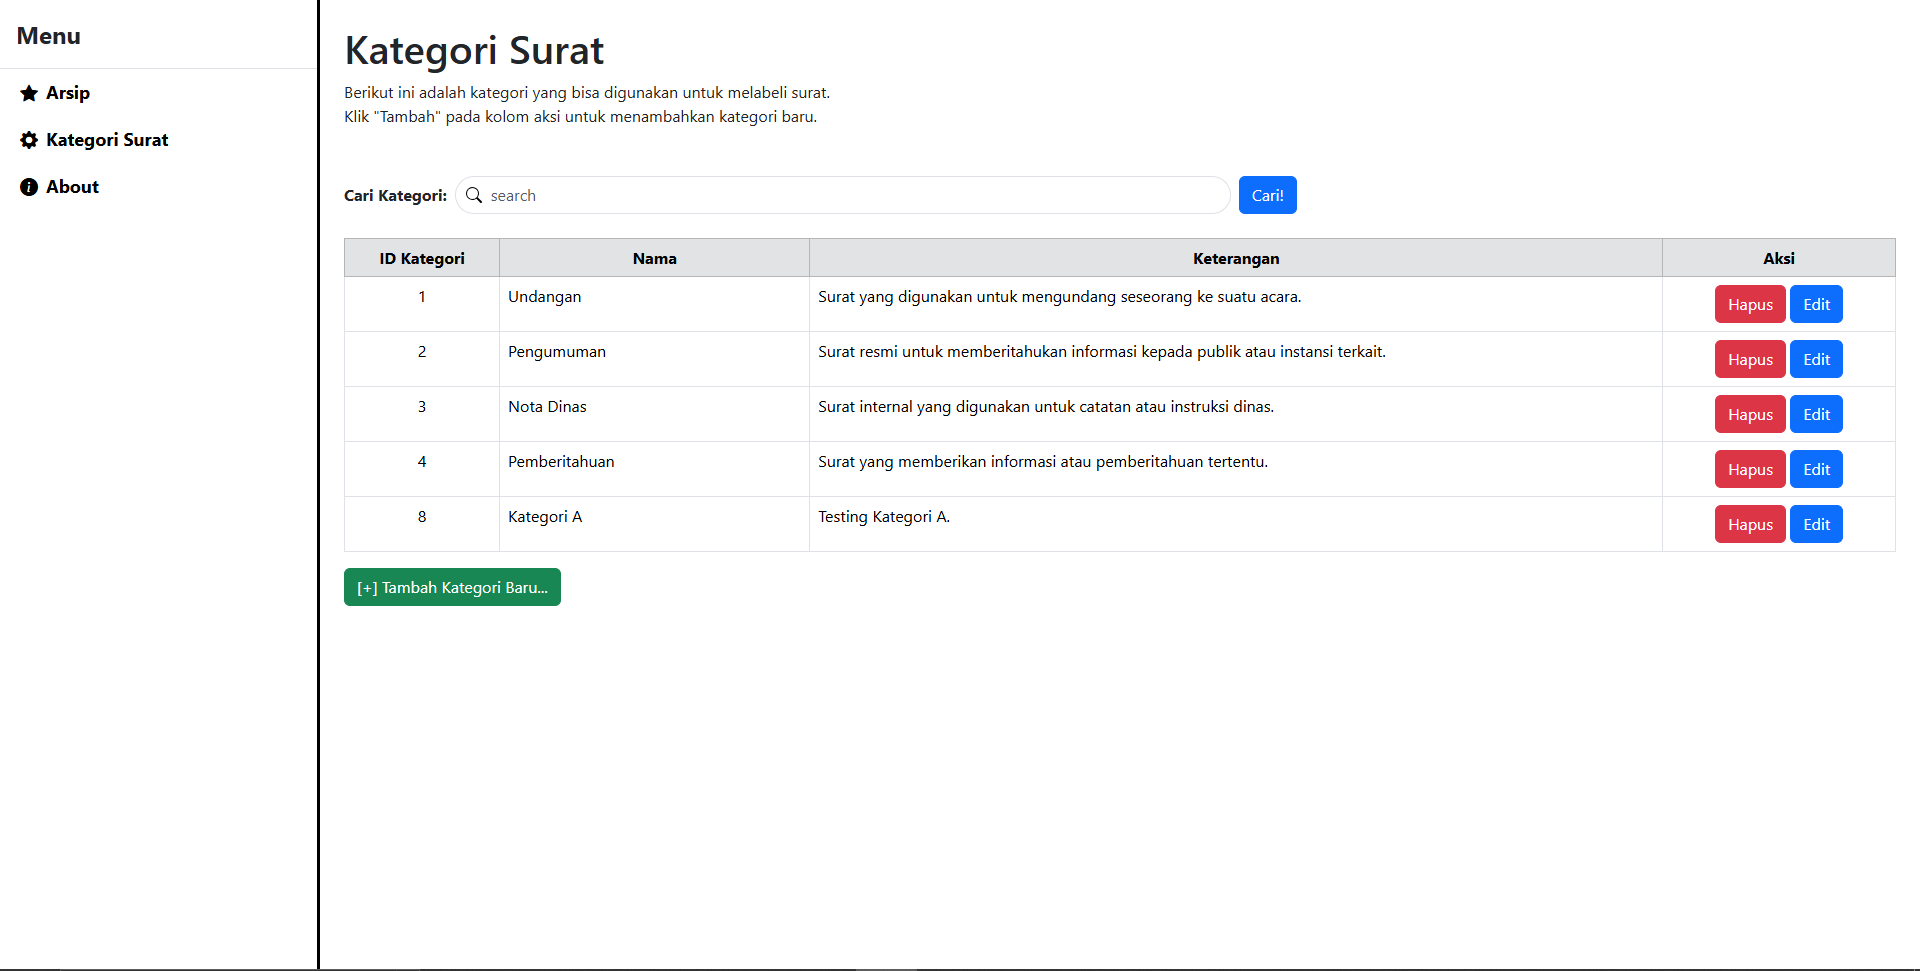 Menu
Arsip
Kategori Surat
About
Kategori Surat
Berikut ini adalah kategori yang bisa digunakan untuk melabeli surat.
Klik "Tambah" pada kolom aksi untuk menambahkan kategori baru.
Cari Kategori: search Cari!
ID Kategori Nama Keterangan Aksi
1 Undangan Surat yang digunakan untuk mengundang seseorang ke suatu acara. Hapus Edit
2 Pengumuman Surat resmi untuk memberitahukan informasi kepada publik atau instansi terkait. Hapus Edit
3 Nota Dinas Surat internal yang digunakan untuk catatan atau instruksi dinas. Hapus Edit
4 Pemberitahuan Surat yang memberikan informasi atau pemberitahuan tertentu. Hapus Edit
8 Kategori A Testing Kategori A. Hapus Edit
[+] Tambah Kategori Baru...